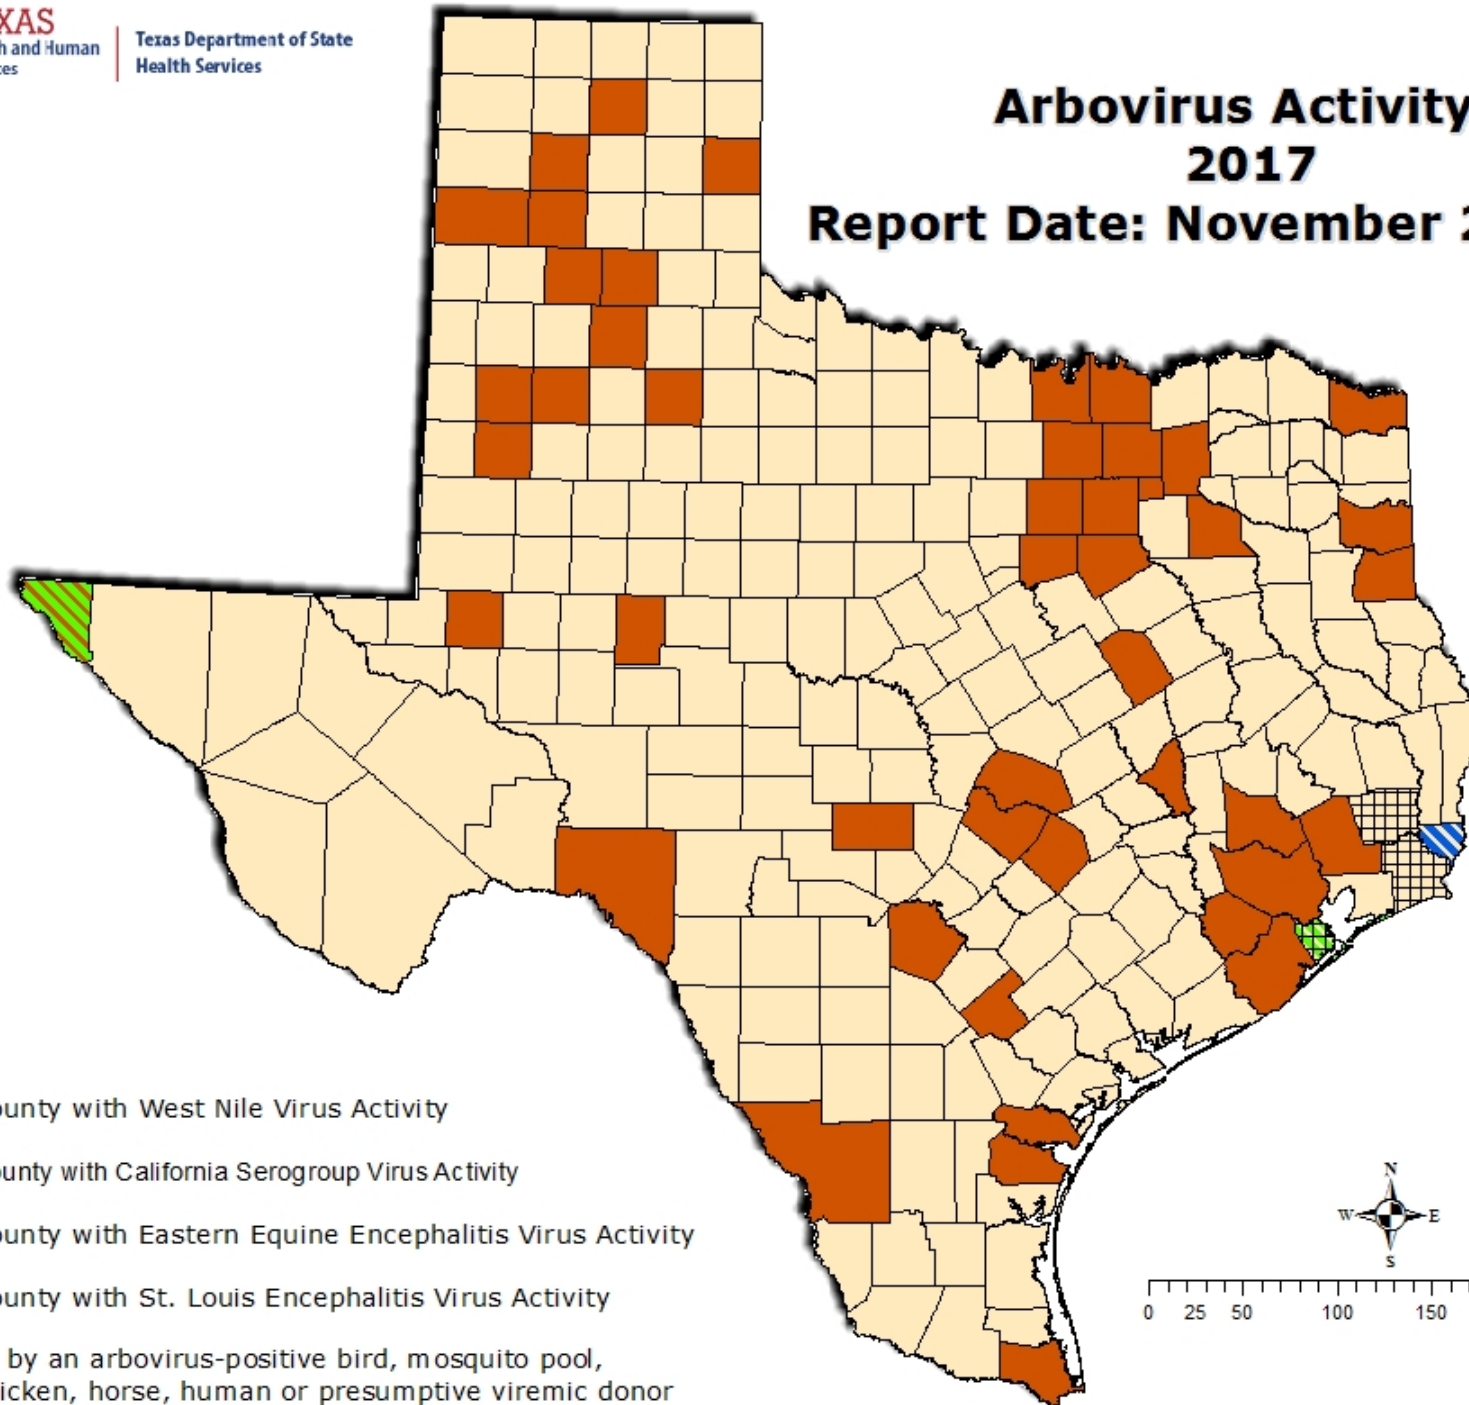 XAS
h and Human
ces
Texas Department of State
Health Services
Arbovirus Activity
2017
Report Date: November
ounty with West Nile Virus Activity
ounty with California Serogroup Virus Activity
ounty with Eastern Equine Encephalitis Virus Activity
ounty with St. Louis Encephalitis Virus Activity
by an arbovirus-positive bird, mosquito pool,
icken, horse, human or presumptive viremic donor
N
W E
S
0 25 50 100 150